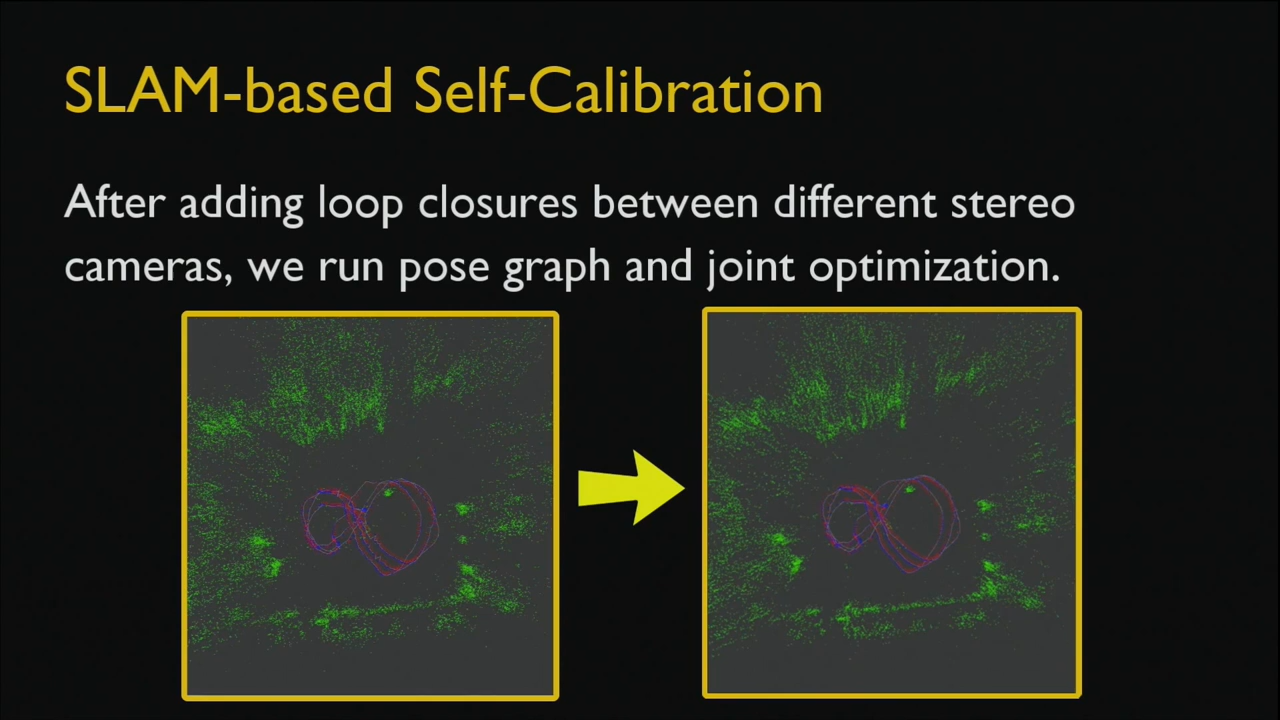 SLAM-based Self-Calibration
After adding loop closures between different stereo
cameras, we run pose graph and joint optimization.